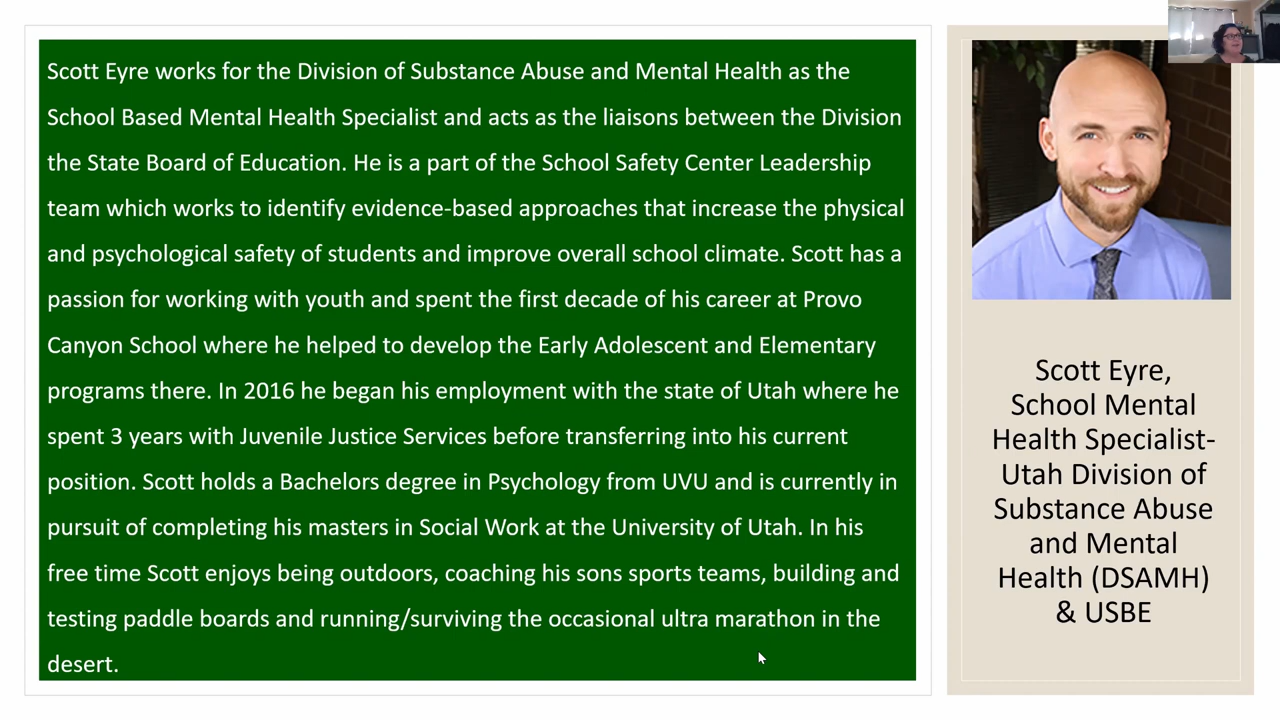 Scott Eyre works for the Division of Substance Abuse and Mental Health as the
School Based Mental Health Specialist and acts as the liaisons between the Division
the State Board of Education. He is a part of the School Safety Center Leadership
team which works to identify evidence-based approaches that increase the physical
and psychological safety of students and improve overall school climate. Scott has a
passion for working with youth and spent the first decade of his career at Provo
Canyon School where he helped to develop the Early Adolescent and Elementary
programs there. In 2016 he began his employment with the state of Utah where he
spent 3 years with Juvenile Justice Services before transferring into his current
position. Scott holds a Bachelors degree in Psychology from UVU and is currently in
pursuit of completing his masters in Social Work at the University of Utah. In his
free time Scott enjoys being outdoors, coaching his sons sports teams, building and
testing paddle boards and running/surviving the occasional ultra marathon in the
desert.
Scott Eyre,
School Mental
Health Specialist-
Utah Division of
Substance Abuse
and Mental
Health (DSAMH)
& USBE